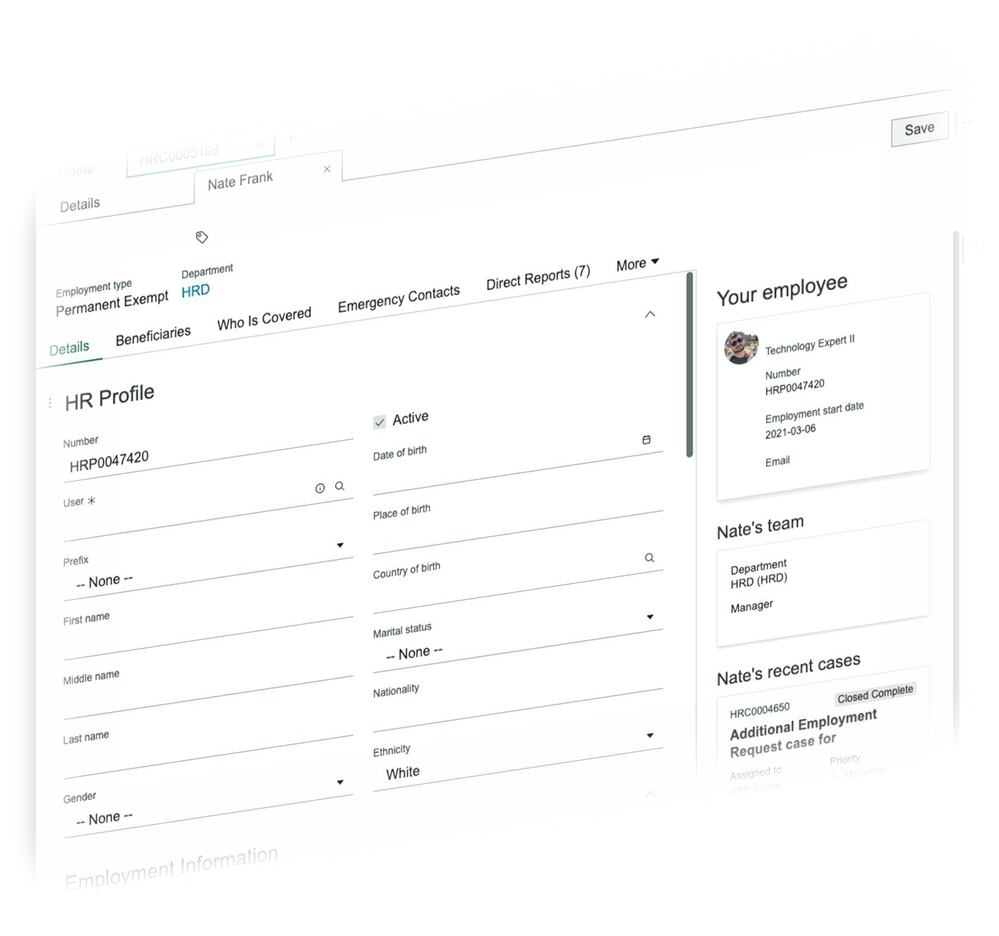 Home
HRC0005109
Details
Nate Frank
Save
Employment type
Permanent Exempt
Department
HRD
Details
Beneficiaries
Who Is Covered
Emergency Contacts
Direct Reports (7)
More
HR Profile
Number
HRP0047420
User *
Prefix
-- None --
First name
Middle name
Last name
Gender
-- None --
Active
Date of birth
Place of birth
Country of birth
Marital status
-- None --
Nationality
Ethnicity
White
Employment Information
Your employee
Technology Expert II
Number
HRP0047420
Employment start date
2021-03-06
Email
Nate's team
Department
HRD (HRD)
Manager
Nate's recent cases
HRC0004650
Closed Complete
Additional Employment
Request case for
Assigned to
AER Admin
Priority
3 - Moderate